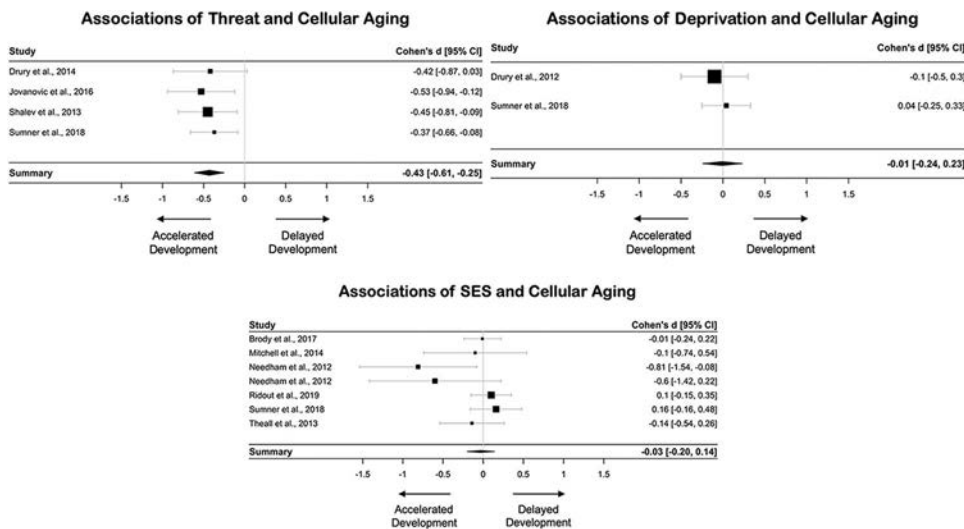 Associations of Threat and Cellular Aging
Study Cohen's d [95% CI]
Drury et al., 2014 -0.42 [-0.87, 0.03]
Jovanovic et al., 2016 -0.53 [-0.94, -0.12]
Shalev et al., 2013 -0.45 [-0.81, -0.09]
Sumner et al., 2018 -0.37 [-0.66, -0.08]
Summary -0.43 [-0.61, -0.25]
-1.5 -1 -0.5 0 0.5 1 1.5
Accelerated Delayed
Development Development
Associations of Deprivation and Cellular Aging
Study Cohen's d [95% CI]
Drury et al., 2012 -0.1 [-0.5, 0.3]
Sumner et al., 2018 0.04 [-0.25, 0.33]
Summary -0.01 [-0.24, 0.23]
-1.5 -1 -0.5 0 0.5 1 1.5
Accelerated Delayed
Development Development
Associations of SES and Cellular Aging
Study Cohen's d [95% CI]
Brody et al., 2017 -0.01 [-0.24, 0.22]
Mitchell et al., 2014 -0.1 [-0.74, 0.54]
Needham et al., 2012 -0.81 [-1.54, -0.08]
Needham et al., 2012 -0.6 [-1.42, 0.22]
Ridout et al., 2019 0.1 [-0.15, 0.35]
Sumner et al., 2018 0.16 [-0.16, 0.48]
Theall et al., 2013 -0.14 [-0.54, 0.26]
Summary -0.03 [-0.20, 0.14]
-1.5 -1 -0.5 0 0.5 1 1.5
Accelerated Delayed
Development Development